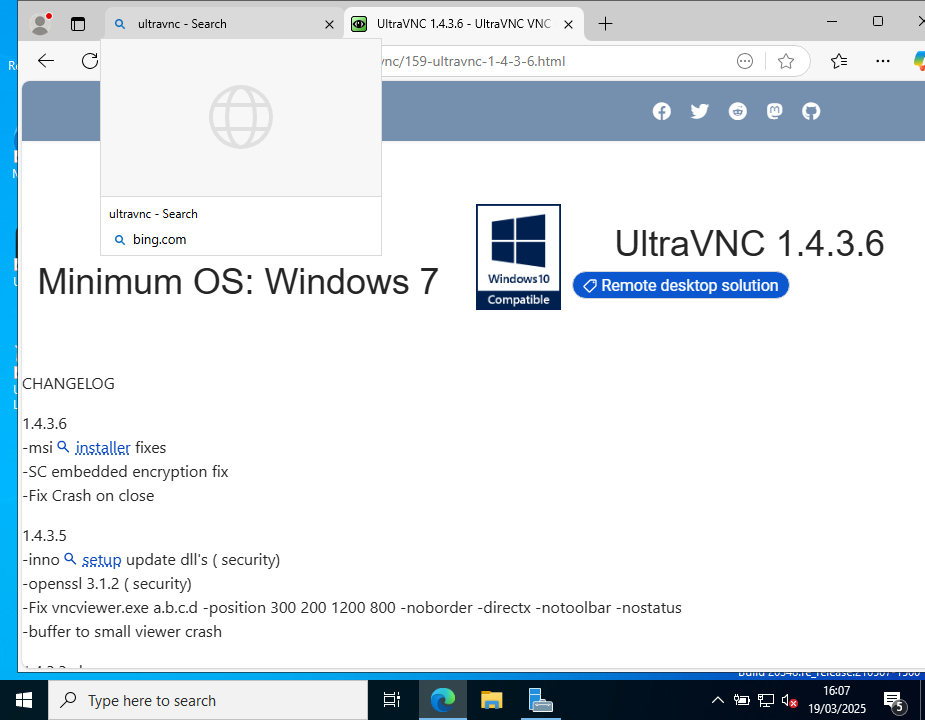 ultravnc - Search
UltraVNC 1.4.3.6 - UltraVNC VNC
vnc/159-ultravnc-1-4-3-6.html
ultravnc - Search
bing.com
Minimum OS: Windows 7
Windows10
Compatible
UltraVNC 1.4.3.6
Remote desktop solution
CHANGELOG
1.4.3.6
-msi installer fixes
-SC embedded encryption fix
-Fix Crash on close
1.4.3.5
-inno setup update dll's ( security)
-openssl 3.1.2 ( security)
-Fix vncviewer.exe a.b.c.d -position 300 200 1200 800 -noborder -directx -notoolbar -nostatus
-buffer to small viewer crash
Type here to search
16:07
19/03/2025
5